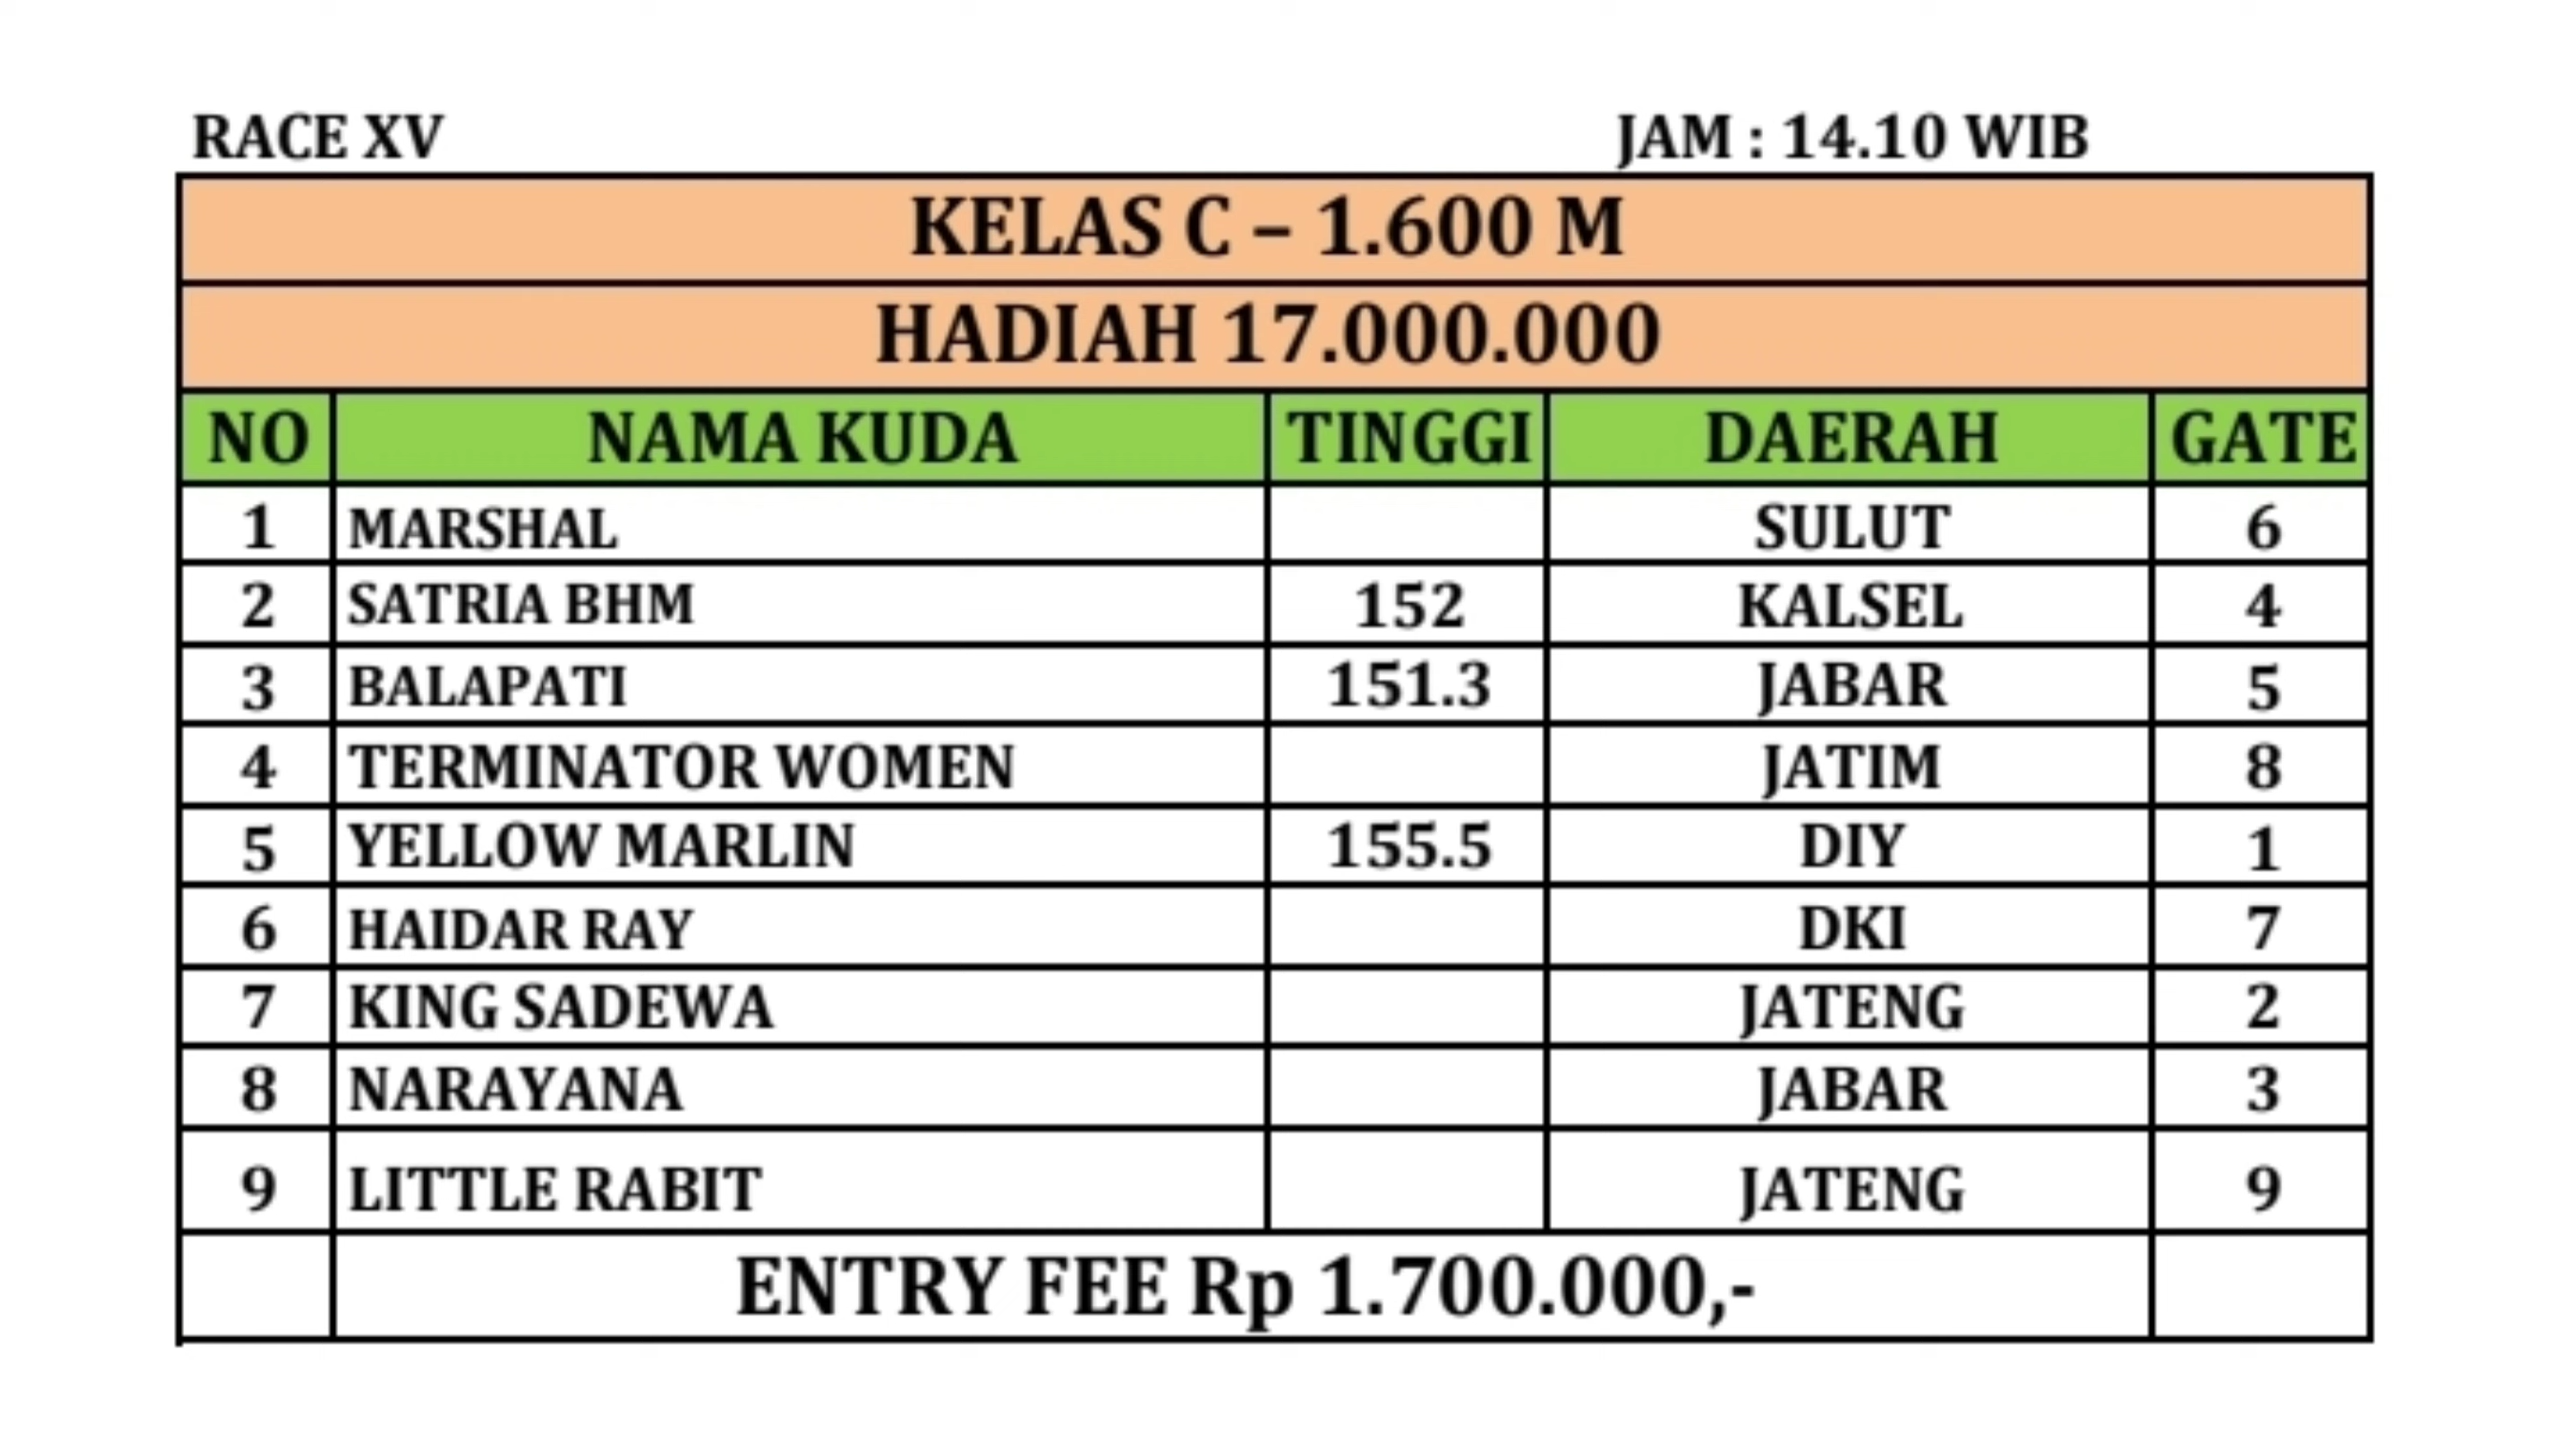 RACE XV JAM : 14.10 WIB
KELAS C – 1.600 M
HADIAH 17.000.000
NO NAMA KUDA TINGGI DAERAH GATE
1 MARSHAL SULUT 6
2 SATRIA BHM 152 KALSEL 4
3 BALAPATI 151.3 JABAR 5
4 TERMINATOR WOMEN JATIM 8
5 YELLOW MARLIN 155.5 DIY 1
6 HAIDAR RAY DKI 7
7 KING SADEWA JATENG 2
8 NARAYANA JABAR 3
9 LITTLE RABIT JATENG 9
ENTRY FEE Rp 1.700.000,-